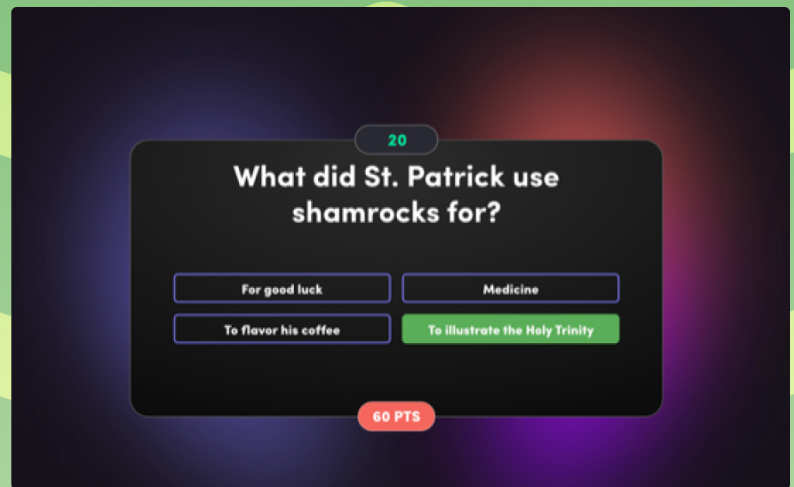 20
What did St. Patrick use
shamrocks for?
For good luck
Medicine
To flavor his coffee
To illustrate the Holy Trinity
60 PTS